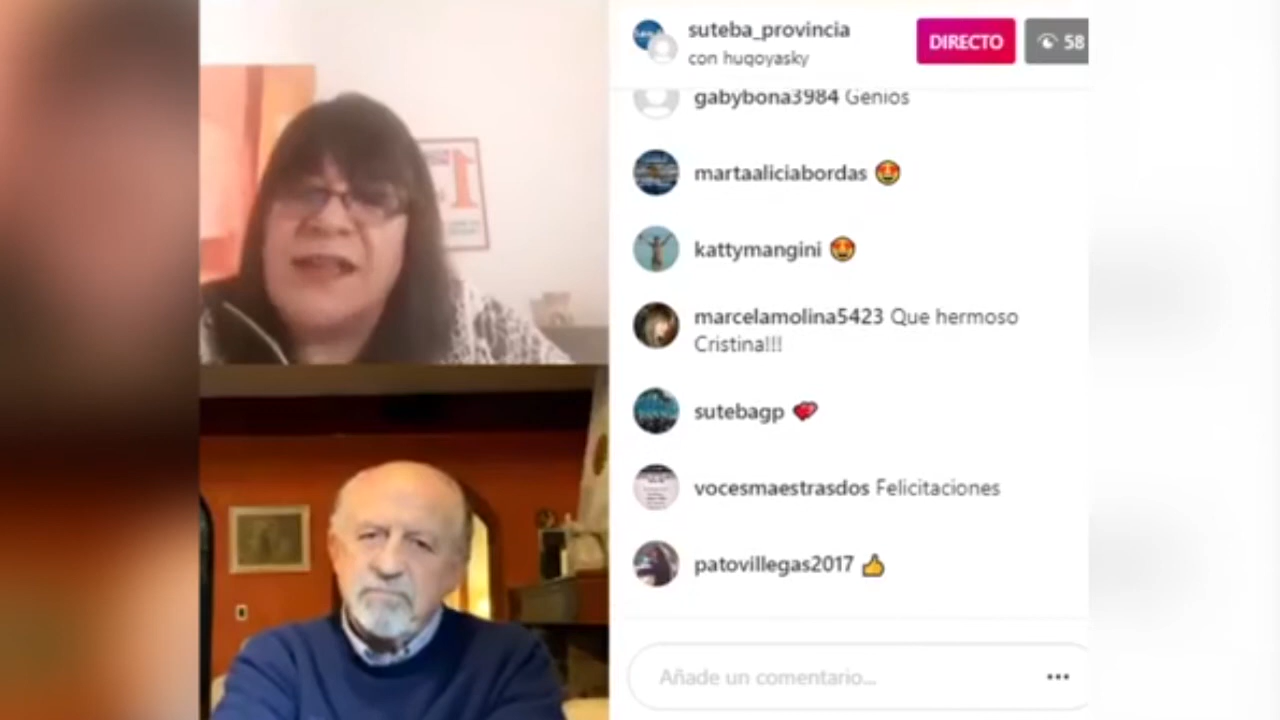 suteba_provincia
con hugoyasky
DIRECTO
58
gabybona3984 Genios
martaaliciabordas 😍
kattymangini 😍
marcelamolina5423 Que hermoso
Cristina!!!
sutebagp 💕
vocesmaestrasdos Felicitaciones
patovillegas2017 👍
Añade un comentario...